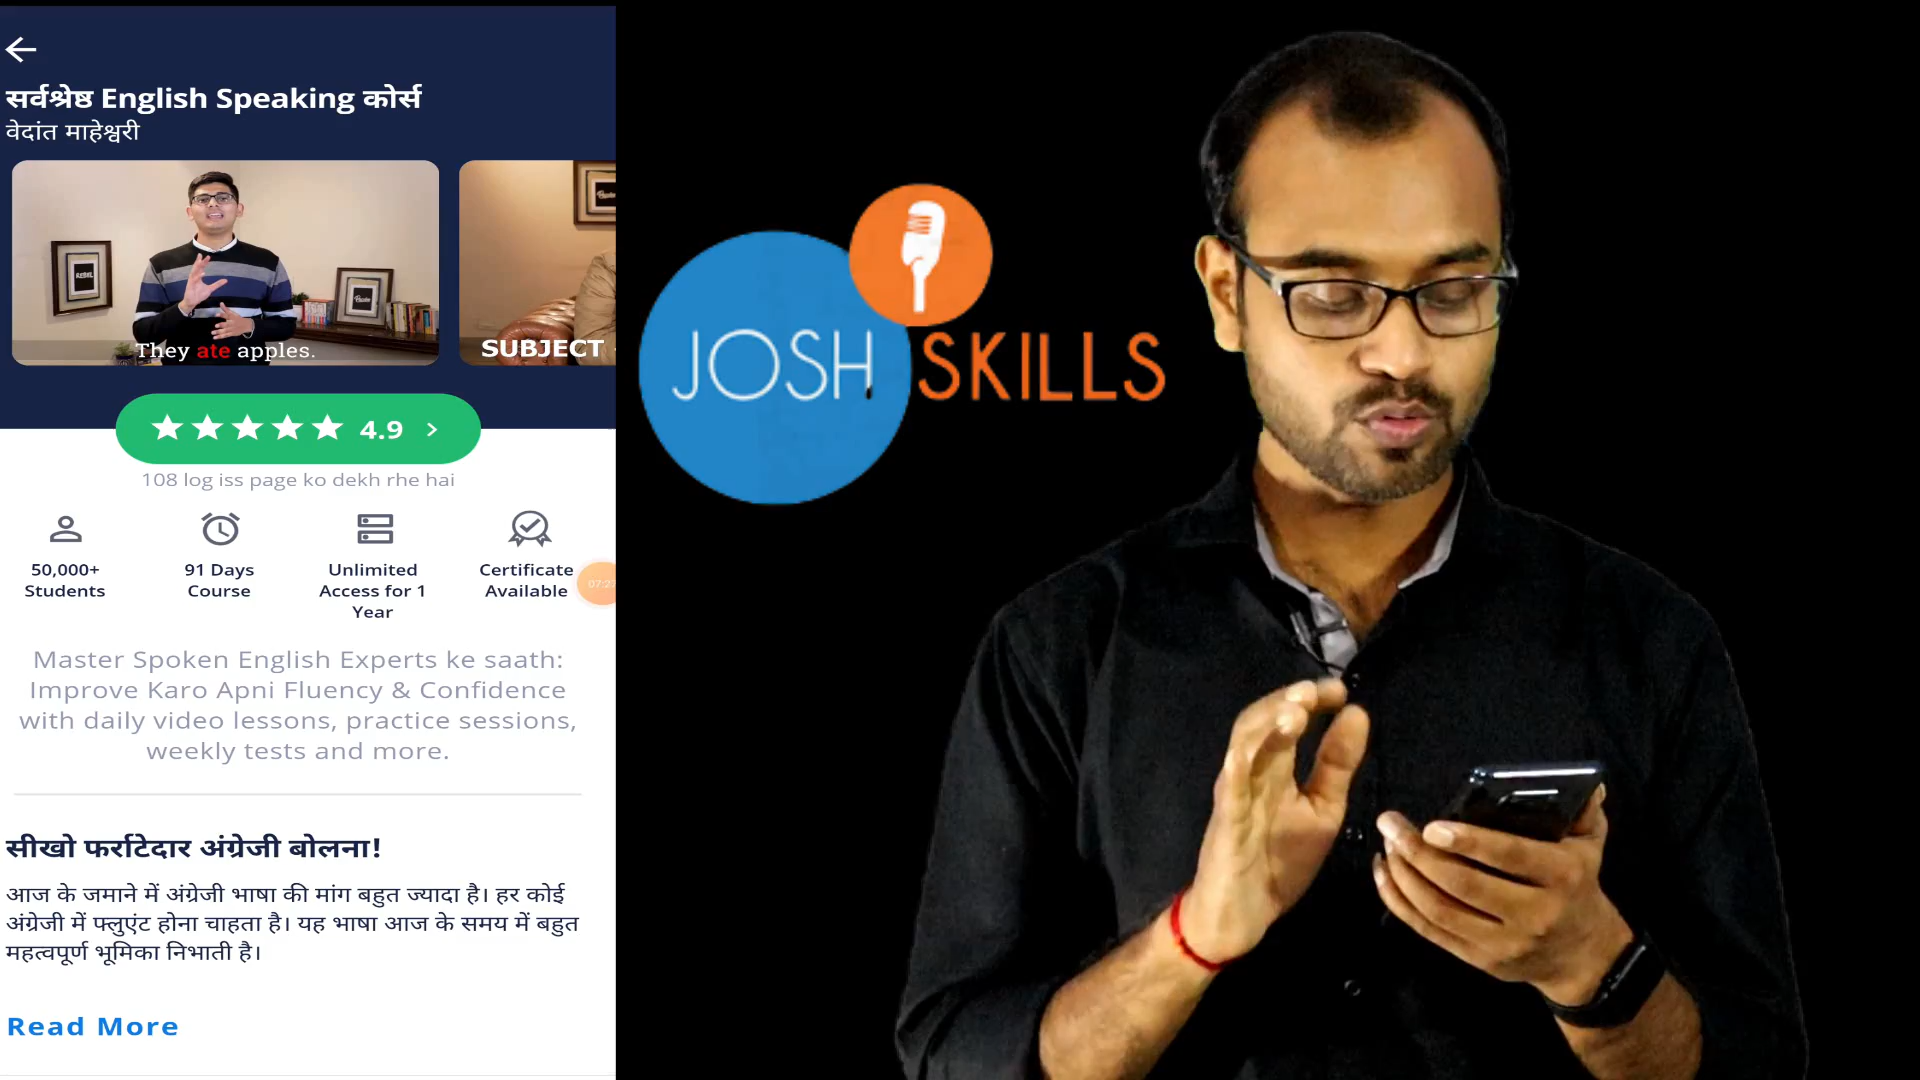 सर्वश्रेष्ठ English Speaking कोर्स
वेदांत माहेश्वरी
REBEL
They ate apples.
SUBJECT
4.9
108 log iss page ko dekh rhe hai
50,000+
Students
91 Days
Course
Unlimited
Access for 1
Year
Certificate
Available
Master Spoken English Experts ke saath:
Improve Karo Apni Fluency & Confidence
with daily video lessons, practice sessions,
weekly tests and more.
सीखो फर्राटेदार अंग्रेजी बोलना!
आज के जमाने में अंग्रेजी भाषा की मांग बहुत ज्यादा है। हर कोई
अंग्रेजी में फ्लुएंट होना चाहता है। यह भाषा आज के समय में बहुत
महत्वपूर्ण भूमिका निभाती है।
Read More
JOSH SKILLS